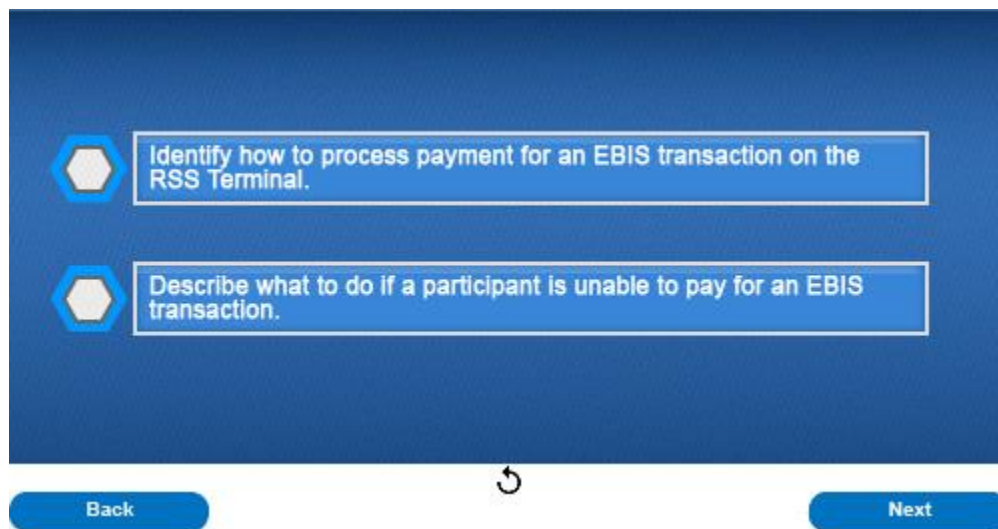 Identify how to process payment for an EBIS transaction on the
RSS Terminal.
Describe what to do if a participant is unable to pay for an EBIS
transaction.
Back
Next